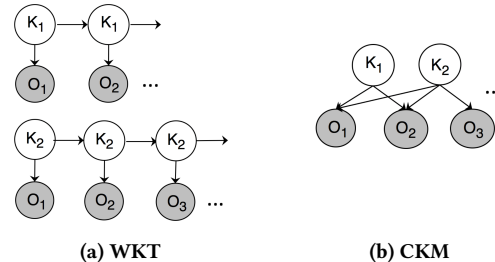 K1 K1
O1 O2 ...
K2 K2 K2
O1 O2 O3 ...
(a) WKT
K1 K2
..
O1 O2 O3
(b) CKM